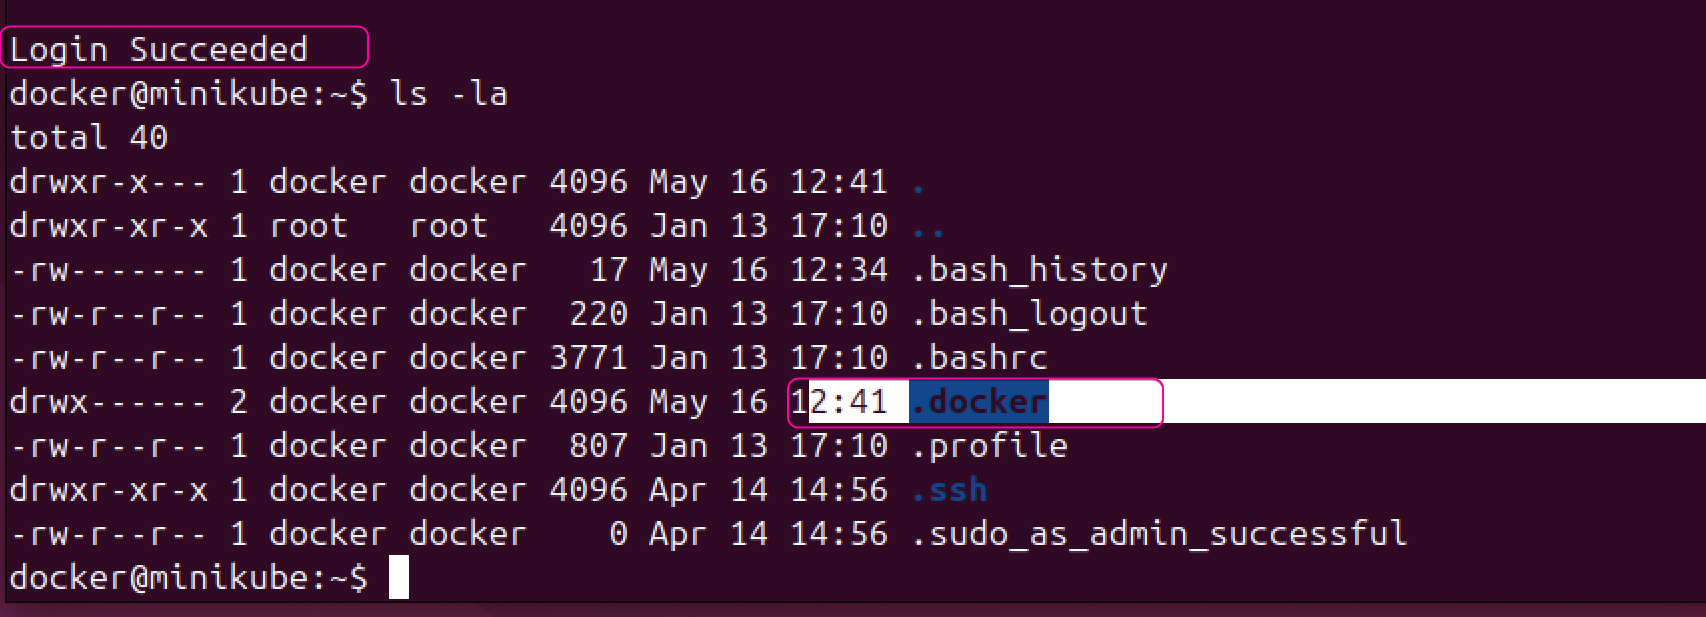 Login Succeeded
docker@minikube:~$ ls -la
total 40
drwxr-x--- 1 docker docker 4096 May 16 12:41 .
drwxr-xr-x 1 root   root   4096 Jan 13 17:10 ..
-rw------- 1 docker docker   17 May 16 12:34 .bash_history
-rw-r--r-- 1 docker docker  220 Jan 13 17:10 .bash_logout
-rw-r--r-- 1 docker docker 3771 Jan 13 17:10 .bashrc
drwx------ 2 docker docker 4096 May 16 12:41 .docker
-rw-r--r-- 1 docker docker  807 Jan 13 17:10 .profile
drwxr-xr-x 1 docker docker 4096 Apr 14 14:56 .ssh
-rw-r--r-- 1 docker docker    0 Apr 14 14:56 .sudo_as_admin_successful
docker@minikube:~$